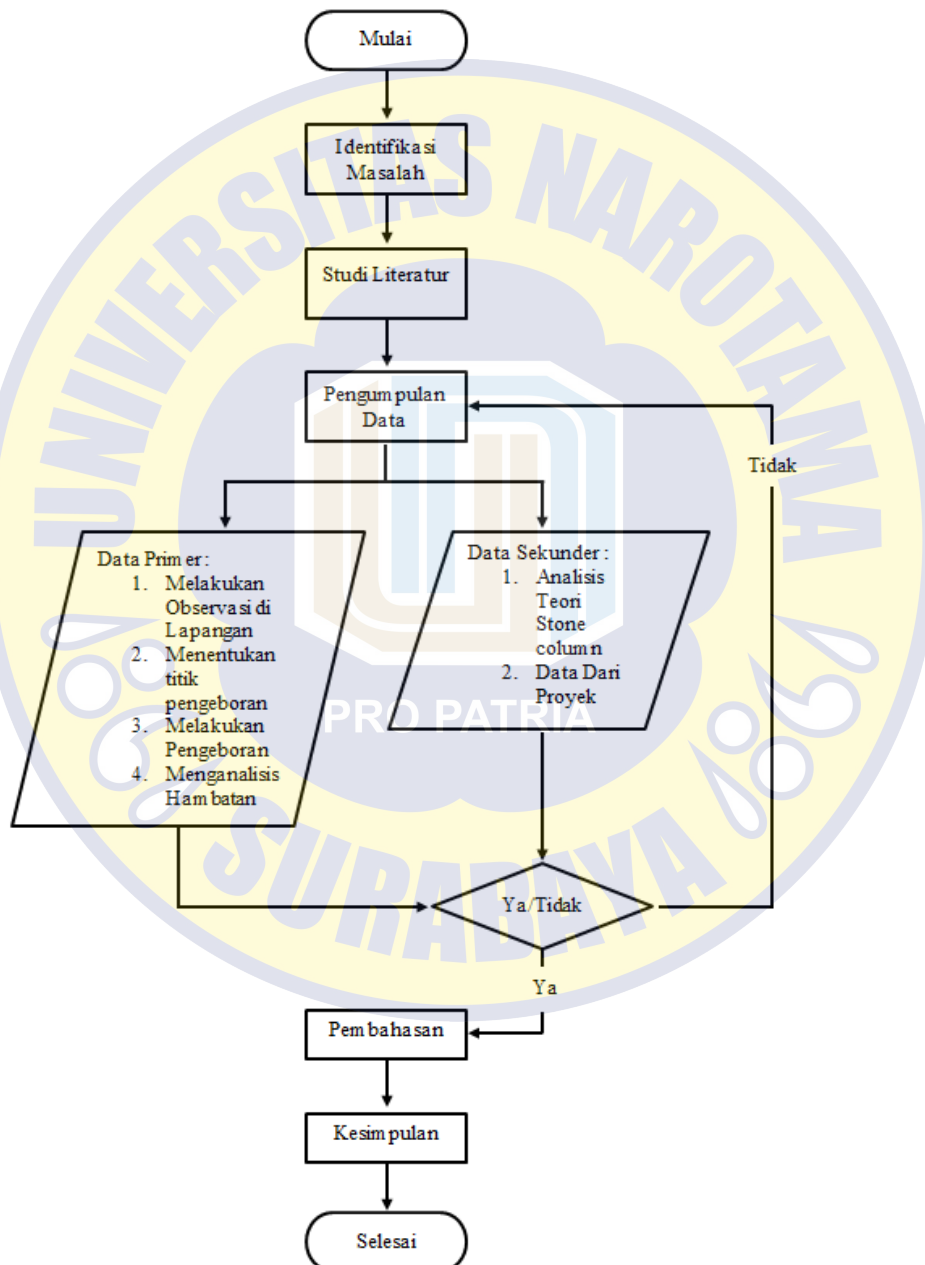 Mulai
Identifikasi
Masalah
Studi Literatur
Pengumpulan
Data
Tidak
Data Primer :
1. Melakukan
Observasi di
Lapangan
2. Menentukan
titik
pengeboran
3. Melakukan
Pengeboran
4. Menganalisis
Hambatan
Data Sekunder :
1. Analisis
Teori
Stone
column
2. Data Dari
Proyek
Ya/Tidak
Ya
Pembahasan
Kesimpulan
Selesai
UNIVERSITAS NAROTAMA
PRO PATRIA
SURABAYA